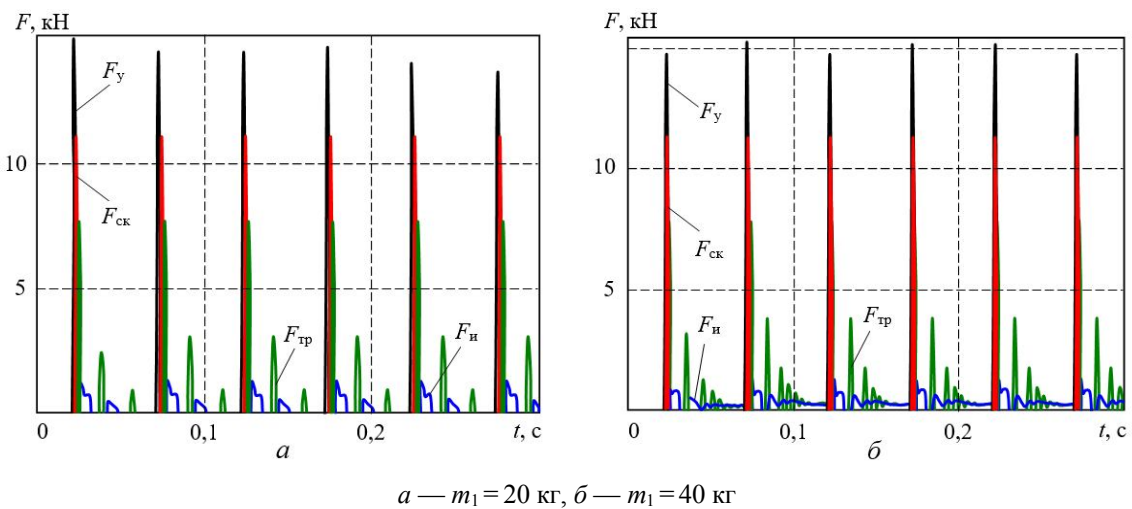 F, кН
Fу
10
Fск
5
Fтр
Fи
0
0,1
0,2
t, с
а
F, кН
Fу
10
Fск
5
Fи
Fтр
0
0,1
0,2
t, с
б
а — m1 = 20 кг, б — m1 = 40 кг